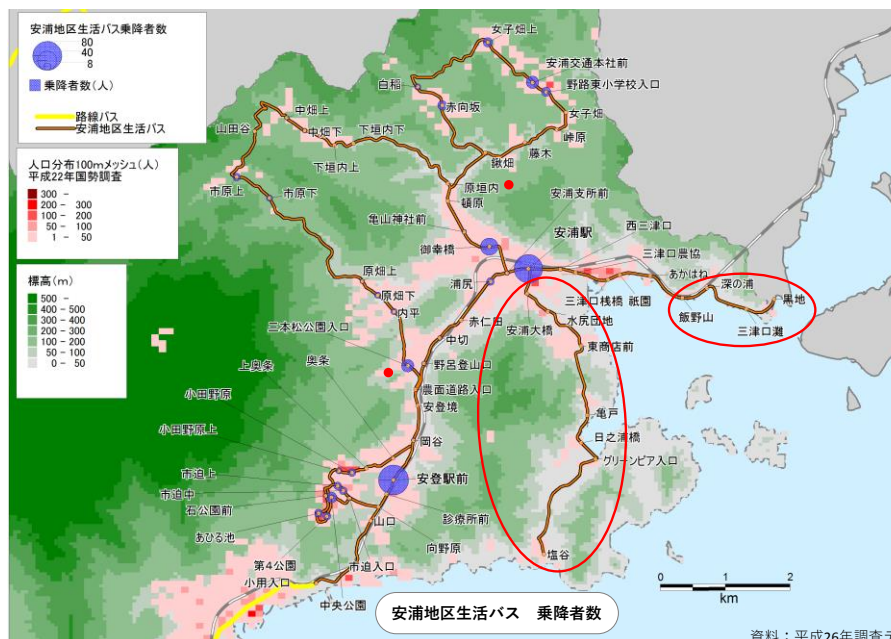 安浦地区生活バス乗降者数
80
40
8
乗降者数(人)
路線バス
安浦地区生活バス
人口分布100mメッシュ(人)
平成22年国勢調査
300 -
200 - 300
100 - 200
50 - 100
1 - 50
標高(m)
500 -
400 - 500
300 - 400
200 - 300
150 - 200
100 - 150
50 - 100
0 - 50
女子畑上
安浦交通本社前
野路東小学校入口
白稲
赤向坂
女子畑
峠原
藤木
鍬畑
中畑上
山田谷
中畑下
下垣内下
下垣内上
原垣内
頓原
市原上
市原下
亀山神社前
安浦支所前
安浦駅
西三津口
御幸橋
三津口農協
あかはね
深の浦
黒地
浦尻
原畑上
原畑下
内平
三津口桟橋
祇園
飯野山
三津口灘
安浦大橋
水尻団地
赤仁田
中切
東商店前
三本松公園入口
野呂登山口
上奥条
奥条
農面道路入口
小田野原
安登境
亀戸
小田野原上
岡谷
日之浦橋
グリーンピア入口
市迫上
安登駅前
市迫中
石公園前
診療所前
あひる池
山口
向野原
塩谷
第4公園
市迫入口
小用入口
中央公園
0 1 2
km
安浦地区生活バス 乗降者数
資料:平成26年調査